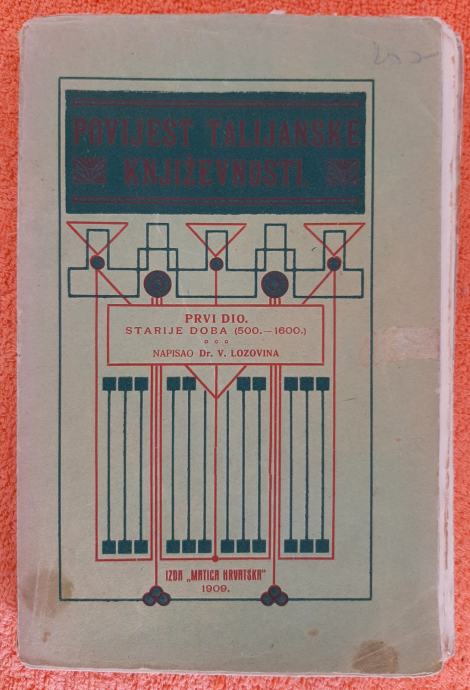 POVIJEST TALIJANSKE
KNJIŽEVNOSTI.
PRVI DIO.
STARIJE DOBA (500.—1600.)
NAPISAO Dr. V. LOZOVINA
IZDA „MATICA HRVATSKA"
1909.